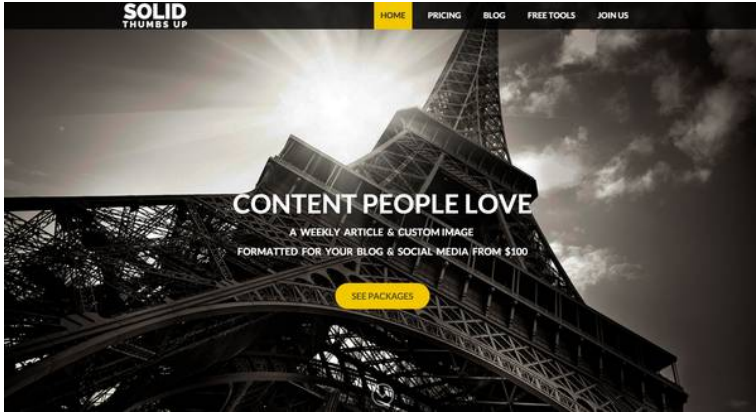 SOLID
THUMBS UP
HOME PRICING BLOG FREE TOOLS JOIN US
CONTENT PEOPLE LOVE
A WEEKLY ARTICLE & CUSTOM IMAGE
FORMATTED FOR YOUR BLOG & SOCIAL MEDIA FROM $100
SEE PACKAGES